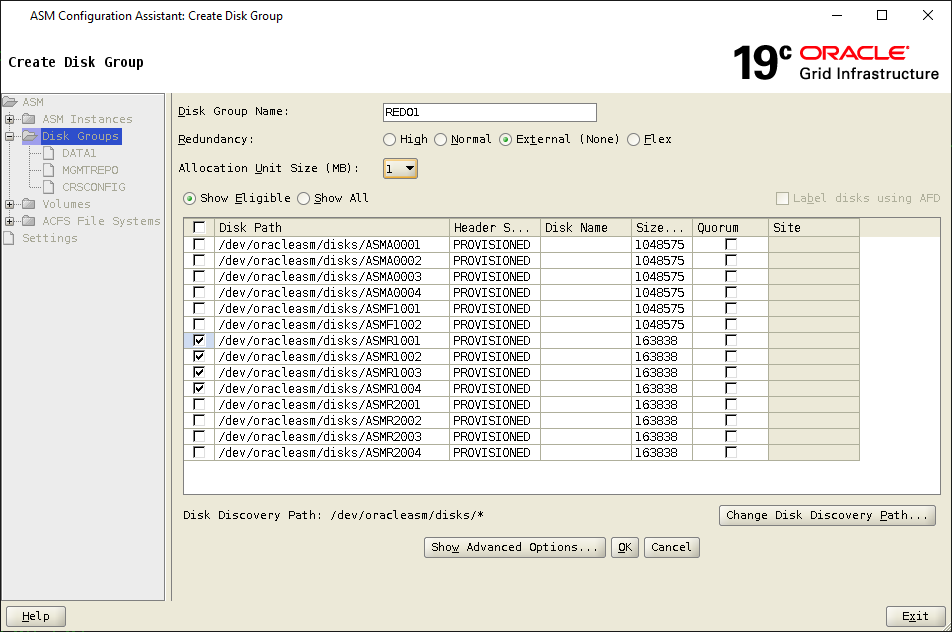 ASM Configuration Assistant: Create Disk Group
Create Disk Group
19c ORACLE
Grid Infrastructure
ASM
ASM Instances
Disk Groups
DATA1
MGMTREPO
CRSCONFIG
Volumes
ACFS File Systems
Settings
Disk Group Name: REDO1
Redundancy: High Normal External (None) Flex
Allocation Unit Size (MB): 1
Show Eligible Show All Label disks using AFD
Disk Path Header S... Disk Name Size... Quorum Site
/dev/oracleasm/disks/ASMA0001 PROVISIONED 1048575
/dev/oracleasm/disks/ASMA0002 PROVISIONED 1048575
/dev/oracleasm/disks/ASMA0003 PROVISIONED 1048575
/dev/oracleasm/disks/ASMA0004 PROVISIONED 1048575
/dev/oracleasm/disks/ASMF1001 PROVISIONED 1048575
/dev/oracleasm/disks/ASMF1002 PROVISIONED 1048575
/dev/oracleasm/disks/ASMR1001 PROVISIONED 163838
/dev/oracleasm/disks/ASMR1002 PROVISIONED 163838
/dev/oracleasm/disks/ASMR1003 PROVISIONED 163838
/dev/oracleasm/disks/ASMR1004 PROVISIONED 163838
/dev/oracleasm/disks/ASMR2001 PROVISIONED 163838
/dev/oracleasm/disks/ASMR2002 PROVISIONED 163838
/dev/oracleasm/disks/ASMR2003 PROVISIONED 163838
/dev/oracleasm/disks/ASMR2004 PROVISIONED 163838
Disk Discovery Path: /dev/oracleasm/disks/* Change Disk Discovery Path...
Show Advanced Options... OK Cancel
Help Exit